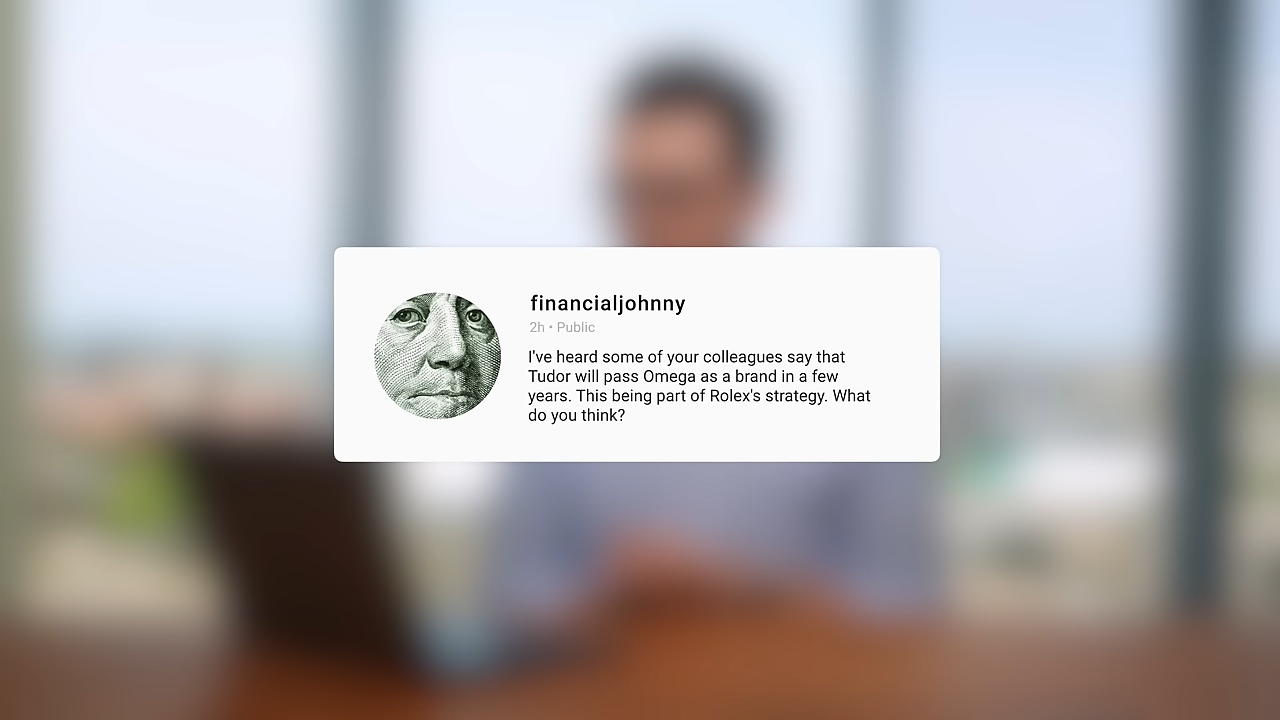 financialjohnny
2h • Public
I've heard some of your colleagues say that
Tudor will pass Omega as a brand in a few
years. This being part of Rolex's strategy. What
do you think?